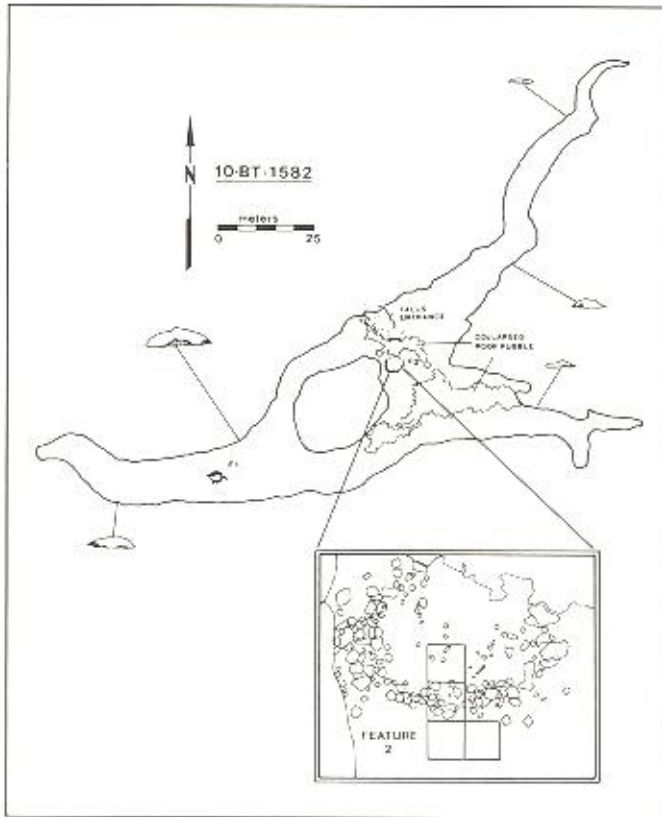 N
10·BT·1582
meters
0 25
TALUS
ENTRANCE
COLLAPSED
ROOF RUBBLE
FEATURE
2